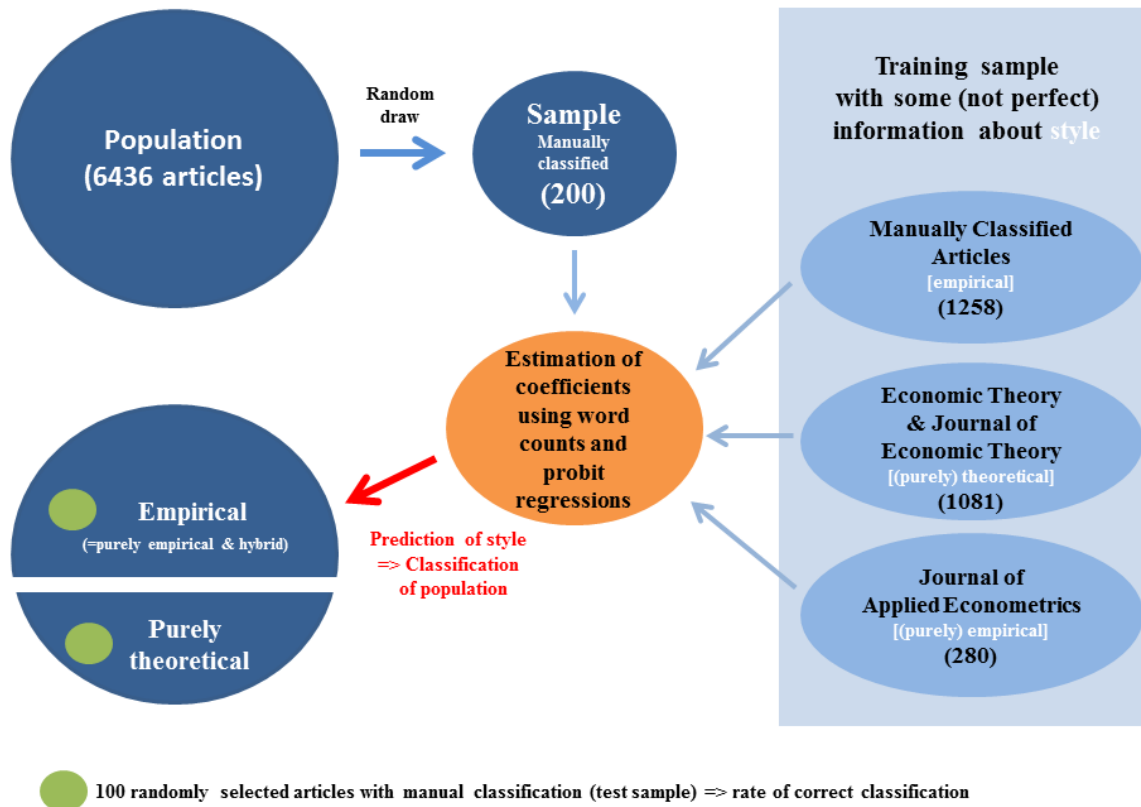 Population
(6436 articles)
Random
draw
Sample
Manually
classified
(200)
Training sample
with some (not perfect)
information about style
Manually Classified
Articles
[empirical]
(1258)
Economic Theory
& Journal of
Economic Theory
[(purely) theoretical]
(1081)
Journal of
Applied Econometrics
[(purely) empirical]
(280)
Estimation of
coefficients
using word
counts and
probit
regressions
Prediction of style
=> Classification
of population
Empirical
(=purely empirical & hybrid)
Purely
theoretical
100 randomly selected articles with manual classification (test sample) => rate of correct classification